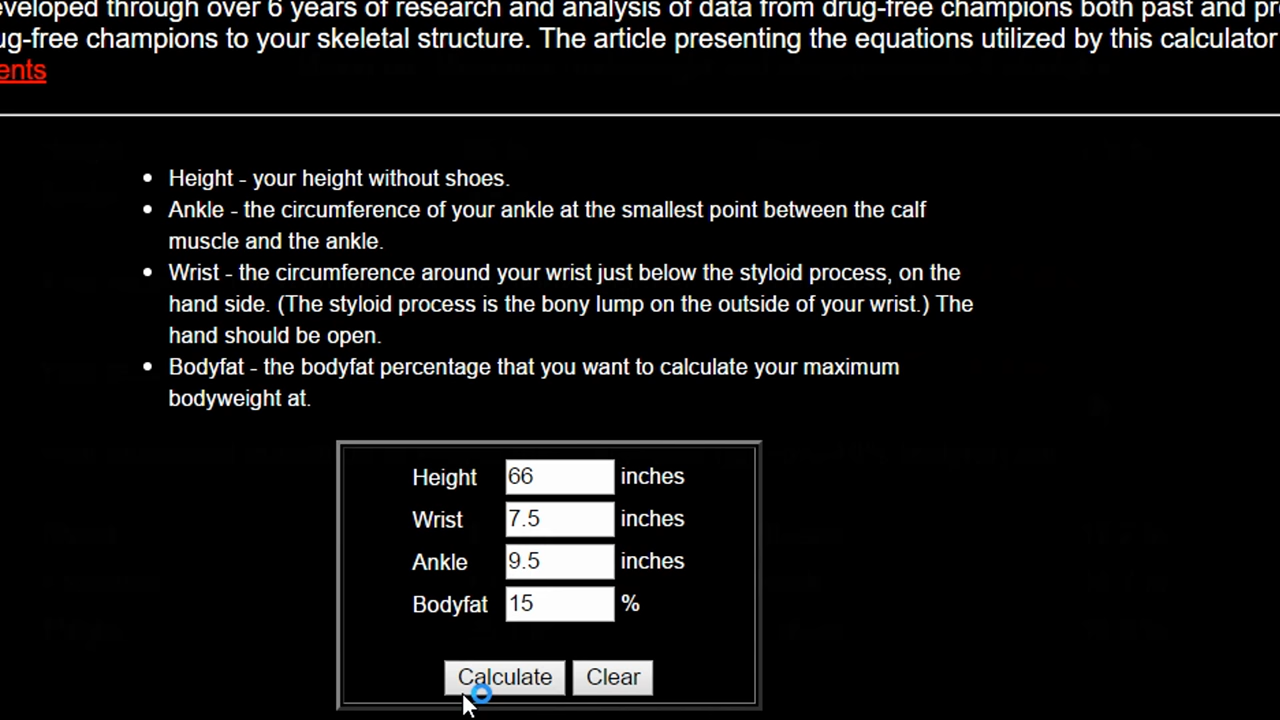 eveloped through over 6 years of research and analysis of data from drug-free champions both past and pr
ug-free champions to your skeletal structure. The article presenting the equations utilized by this calculator
ents
• Height - your height without shoes.
• Ankle - the circumference of your ankle at the smallest point between the calf
muscle and the ankle.
• Wrist - the circumference around your wrist just below the styloid process, on the
hand side. (The styloid process is the bony lump on the outside of your wrist.) The
hand should be open.
• Bodyfat - the bodyfat percentage that you want to calculate your maximum
bodyweight at.
Height 66 inches
Wrist 7.5 inches
Ankle 9.5 inches
Bodyfat 15 %
Calculate Clear